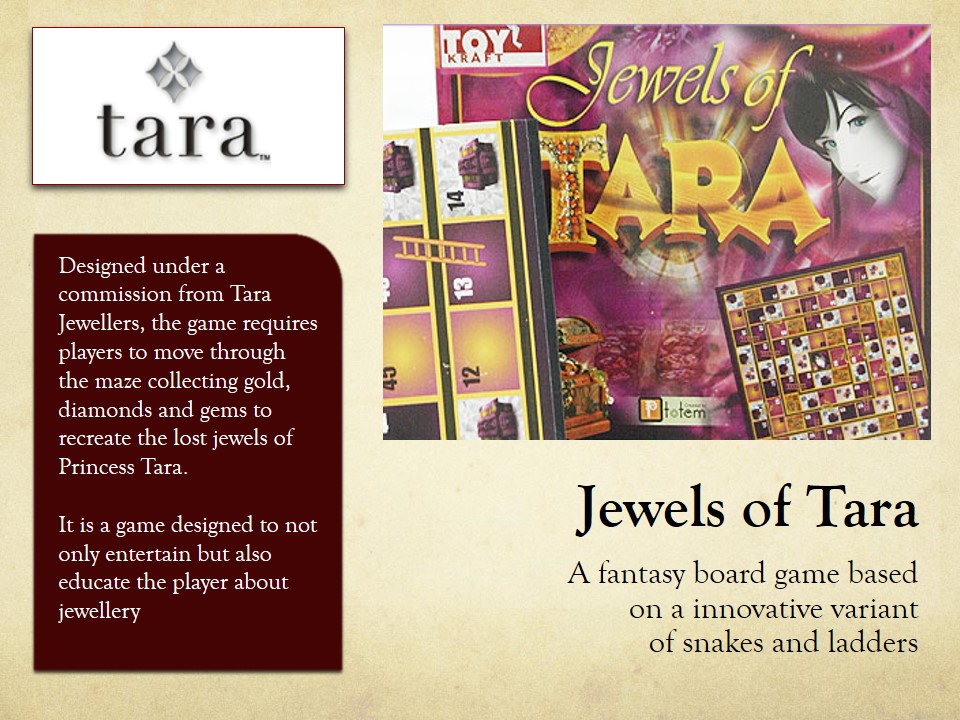 tara™
Designed under a
commission from Tara
Jewellers, the game requires
players to move through
the maze collecting gold,
diamonds and gems to
recreate the lost jewels of
Princess Tara.
It is a game designed to not
only entertain but also
educate the player about
jewellery
TOY
KRAFT
Jewels of
TARA
14
13
12
45
totem
Jewels of Tara
A fantasy board game based
on a innovative variant
of snakes and ladders